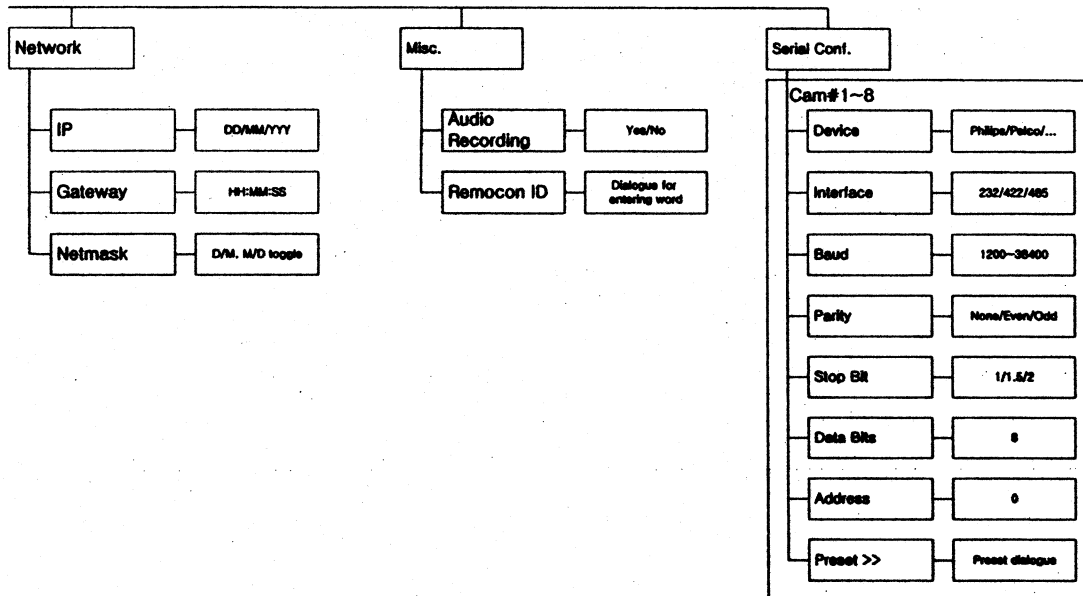 Network
IP
DD/MM/YYY
Gateway
HH:MM:SS
Netmask
D/M, M/D toggle
Misc.
Audio
Recording
Yes/No
Remocon ID
Dialogue for
entering word
Serial Conf.
Cam#1~8
Device
Philips/Pelco/...
Interface
232/422/485
Baud
1200~38400
Parity
None/Even/Odd
Stop Bit
1/1.5/2
Data Bits
8
Address
0
Preset >>
Preset dialogue